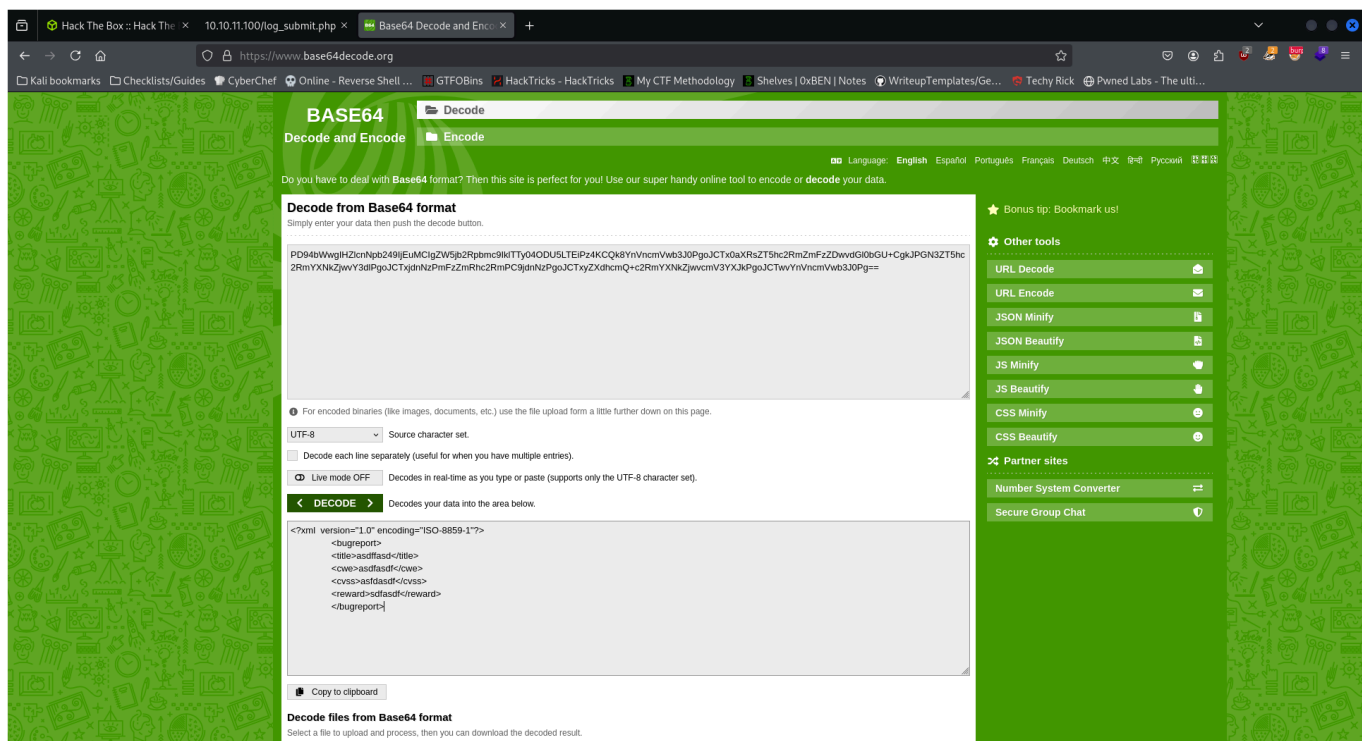 Hack The Box :: Hack The
10.10.11.100/log_submit.php
Base64 Decode and Enco
https://www.base64decode.org
Kali bookmarks
Checklists/Guides
CyberChef
Online - Reverse Shell ...
GTFOBins
HackTricks - HackTricks
My CTF Methodology
Shelves | 0xBEN | Notes
WriteupTemplates/Ge...
Techy Rick
Pwned Labs - The ulti...
BASE64
Decode and Encode
Decode
Encode
Language: English Español Português Français Deutsch 中文 हिन्दी Русский
Do you have to deal with Base64 format? Then this site is perfect for you! Use our super handy online tool to encode or decode your data.
Decode from Base64 format
Simply enter your data then push the decode button.
PD94bWwgIHZlcnNpb249IjEuMCIgZW5jb2Rpbmc9IklTTy04ODU5LTEiPz4KCQk8YnVncmVwb3J0PgoJCTx0aXRsZT5hc2RmZmFzZDwvdGl0bGU+CgkJPGN3ZT5hc
2RmYXNkZjwvY3dlPgoJCTxjdnNzPmFzZmRhc2RmPC9jdnNzPgoJCTxyZXdhcmQ+c2RmYXNkZjwvcmV3YXJkPgoJCTwvYnVncmVwb3J0Pg==
For encoded binaries (like images, documents, etc.) use the file upload form a little further down on this page.
UTF-8 Source character set.
Decode each line separately (useful for when you have multiple entries).
Live mode OFF Decodes in real-time as you type or paste (supports only the UTF-8 character set).
< DECODE > Decodes your data into the area below.
<?xml  version="1.0" encoding="ISO-8859-1"?>
<bugreport>
<title>asdffasd</title>
<cwe>asdfasdf</cwe>
<cvss>asfdasdf</cvss>
<reward>sdfasdf</reward>
</bugreport>
Copy to clipboard
Decode files from Base64 format
Select a file to upload and process, then you can download the decoded result.
Bonus tip: Bookmark us!
Other tools
URL Decode
URL Encode
JSON Minify
JSON Beautify
JS Minify
JS Beautify
CSS Minify
CSS Beautify
Partner sites
Number System Converter
Secure Group Chat